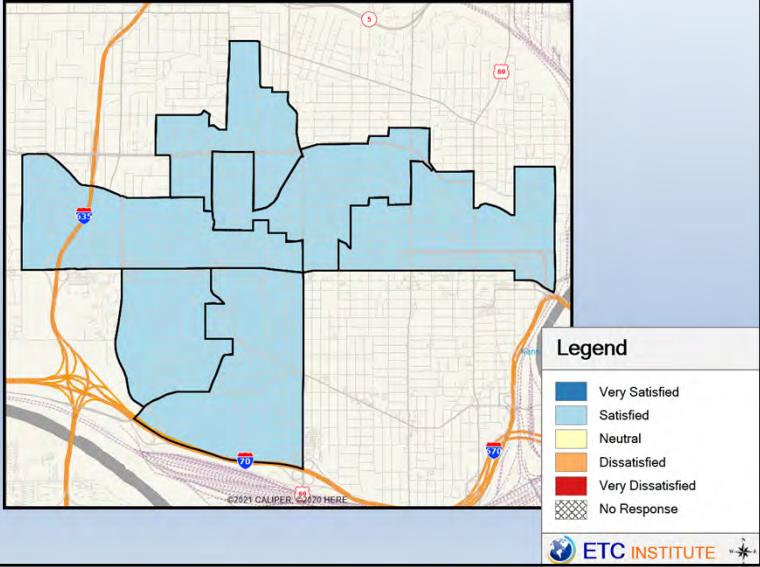 5
69
635
Legend
Very Satisfied
Satisfied
Neutral
Dissatisfied
Very Dissatisfied
No Response
70
670
69
©2021 CALIPER; ©2020 HERE
ETC INSTITUTE